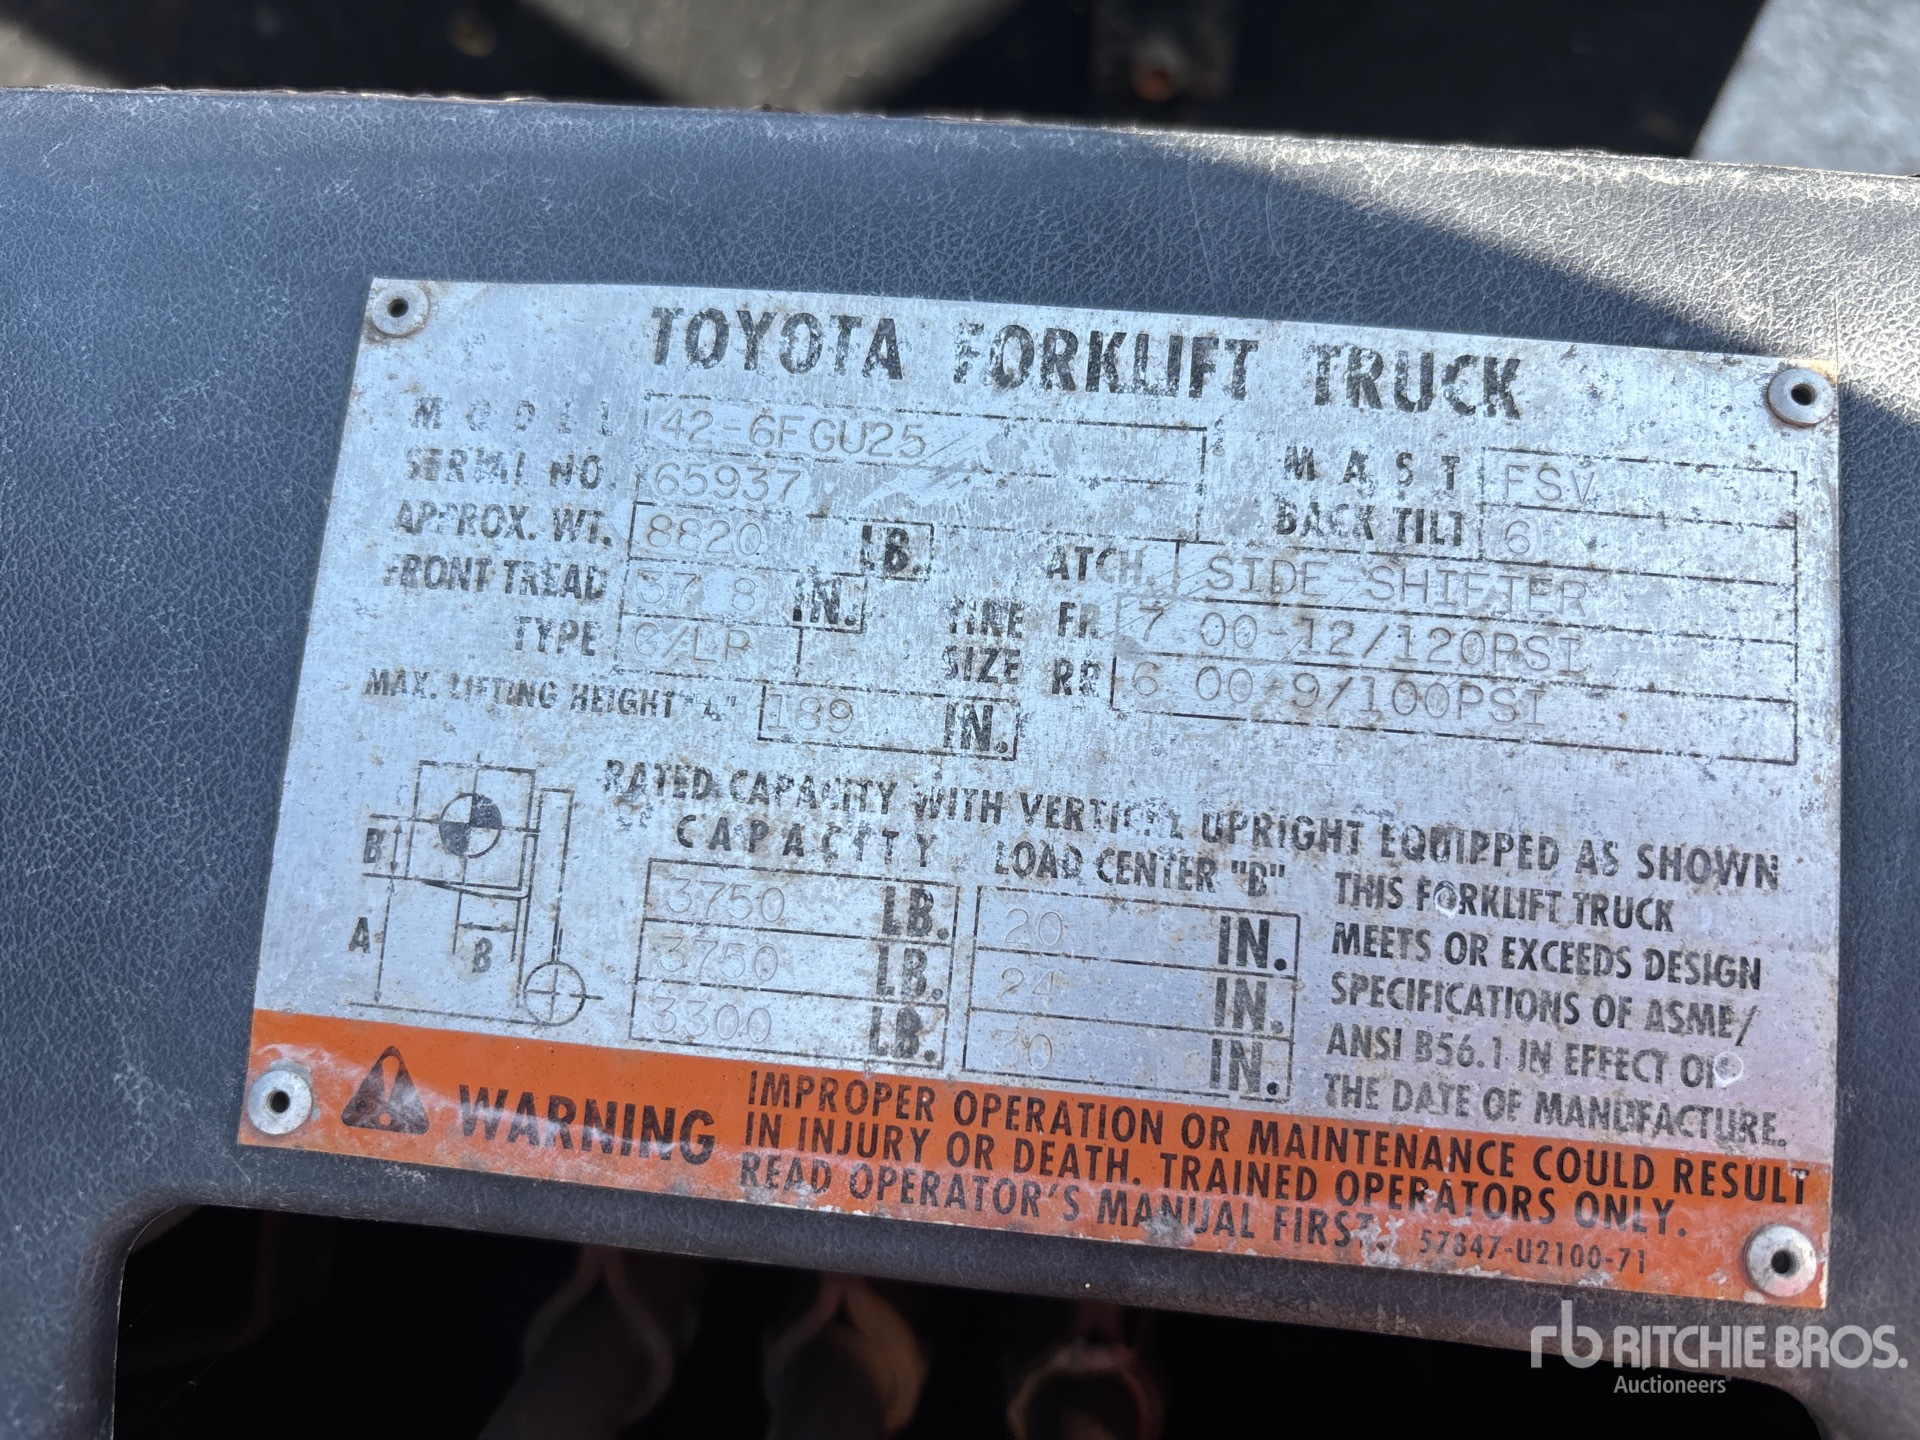 TOYOTA FORKLIFT TRUCK
MODEL 42-6FGU25
SERIAL NO. 65937
MAST FSV
APPROX. WT. 8820 LB.
BACK TILT 6
FRONT TREAD 37 8 IN.
ATCH. SIDE-SHIFTER
TYPE G/LP
TIRE SIZE FR 7 00-12/120PSI
RR 6 00-9/100PSI
MAX. LIFTING HEIGHT "A" 189 IN.
RATED CAPACITY WITH VERTICAL UPRIGHT EQUIPPED AS SHOWN
CAPACITY LOAD CENTER "B"
3750 LB. 20 IN.
3750 LB. 24 IN.
3300 LB. 30 IN.
C
B
A
B
THIS FORKLIFT TRUCK
MEETS OR EXCEEDS DESIGN
SPECIFICATIONS OF ASME/
ANSI B56.1 IN EFFECT ON
THE DATE OF MANUFACTURE.
WARNING
IMPROPER OPERATION OR MAINTENANCE COULD RESULT
IN INJURY OR DEATH. TRAINED OPERATORS ONLY.
READ OPERATOR'S MANUAL FIRST.
57847-U2100-71
rb RITCHIE BROS.
Auctioneers